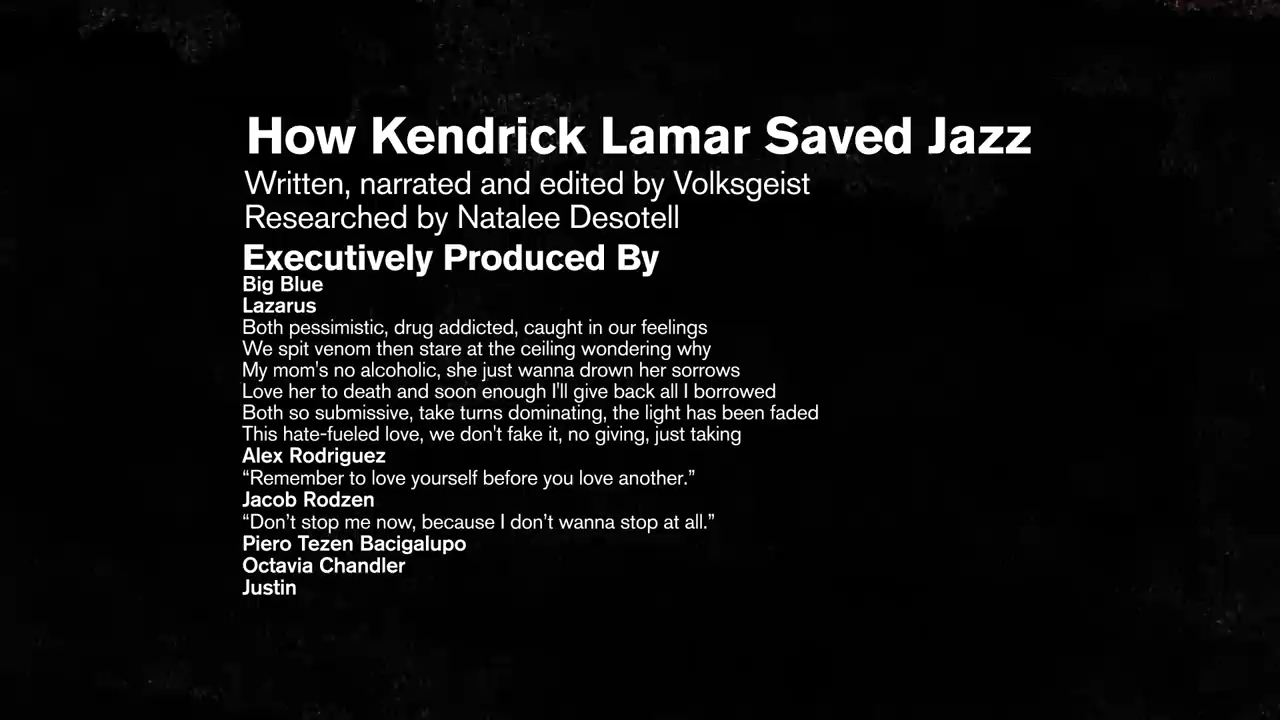 How Kendrick Lamar Saved Jazz
Written, narrated and edited by Volksgeist
Researched by Natalee Desotell
Executively Produced By
Big Blue
Lazarus
Both pessimistic, drug addicted, caught in our feelings
We spit venom then stare at the ceiling wondering why
My mom's no alcoholic, she just wanna drown her sorrows
Love her to death and soon enough I'll give back all I borrowed
Both so submissive, take turns dominating, the light has been faded
This hate-fueled love, we don't fake it, no giving, just taking
Alex Rodriguez
“Remember to love yourself before you love another.”
Jacob Rodzen
“Don’t stop me now, because I don’t wanna stop at all.”
Piero Tezen Bacigalupo
Octavia Chandler
Justin